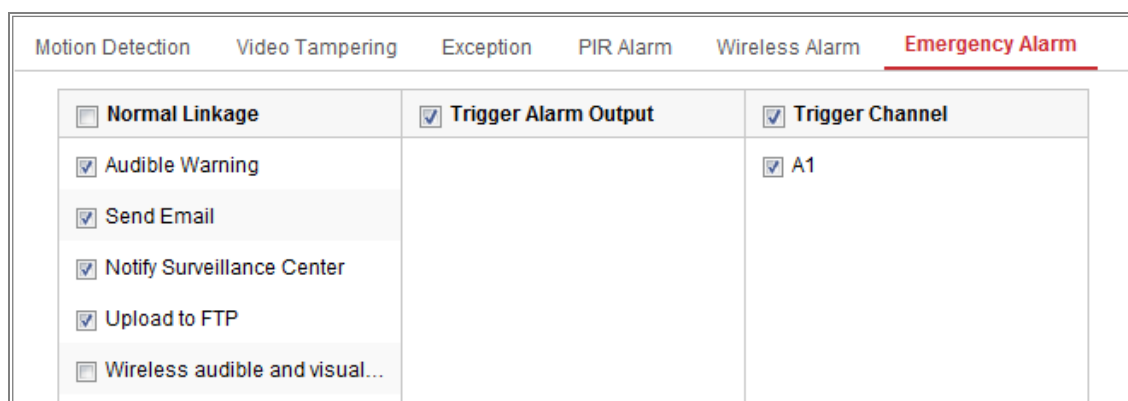 Motion Detection Video Tampering Exception PIR Alarm Wireless Alarm Emergency Alarm
Normal Linkage Trigger Alarm Output Trigger Channel
Audible Warning A1
Send Email
Notify Surveillance Center
Upload to FTP
Wireless audible and visual...